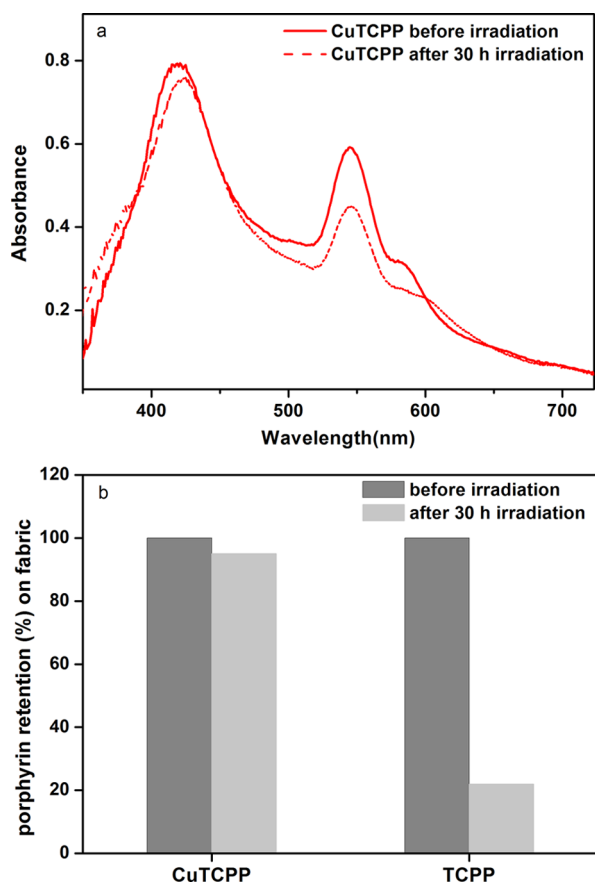 a
CuTCPP before irradiation
CuTCPP after 30 h irradiation
0.8
0.6
0.4
0.2
Absorbance
400 500 600 700
Wavelength(nm)
b
before irradiation
after 30 h irradiation
120
100
80
60
40
20
0
porphyrin retention (%) on fabric
CuTCPP TCPP